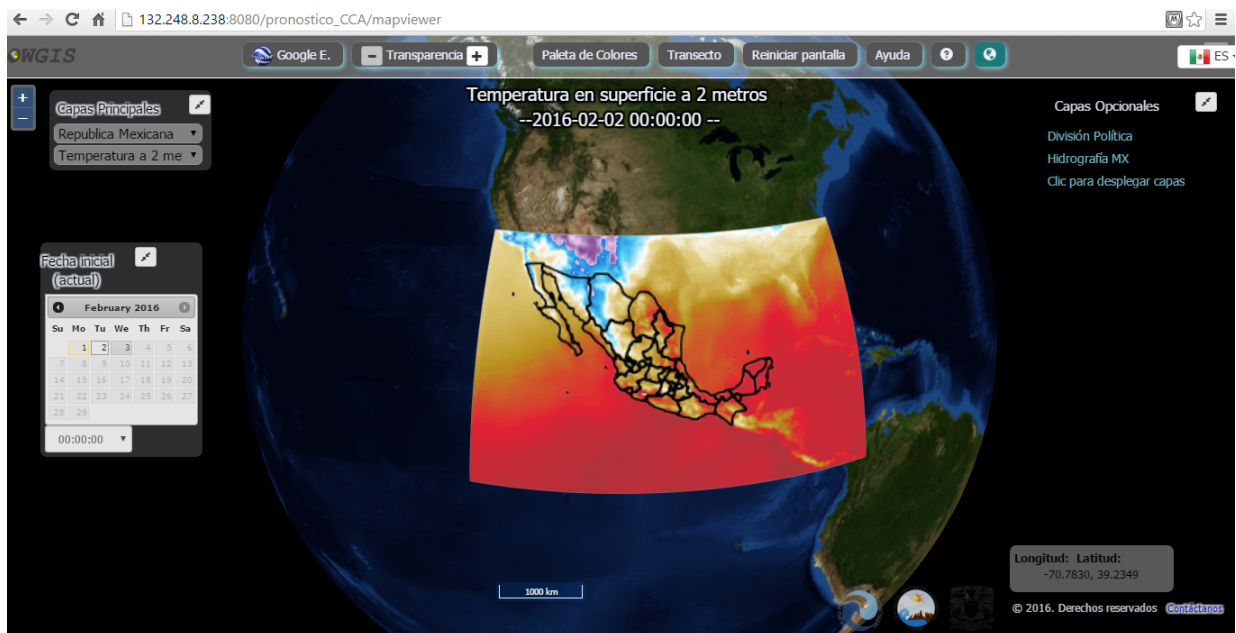 132.248.8.238:8080/pronostico_CCA/mapviewer
OWGIS
Google E.
Transparencia
Paleta de Colores
Transecto
Reiniciar pantalla
Ayuda
?
ES
+
–
Capas Principales
Republica Mexicana
Temperatura a 2 me
Temperatura en superficie a 2 metros
--2016-02-02 00:00:00 --
Capas Opcionales
División Política
Hidrografía MX
Clic para desplegar capas
Fecha inicial
(actual)
February 2016
Su Mo Tu We Th Fr Sa
1 2 3 4 5 6
7 8 9 10 11 12 13
14 15 16 17 18 19 20
21 22 23 24 25 26 27
28 29
00:00:00
1000 km
Longitud: Latitud:
-70.7830, 39.2349
© 2016. Derechos reservados Contáctanos